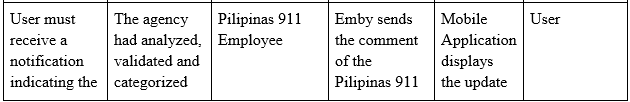 User must
receive a
notification
indicating the
The agency
had analyzed,
validated and
categorized
Pilipinas 911
Employee
Emby sends
the comment
of the
Pilipinas 911
Mobile
Application
displays
the update
User